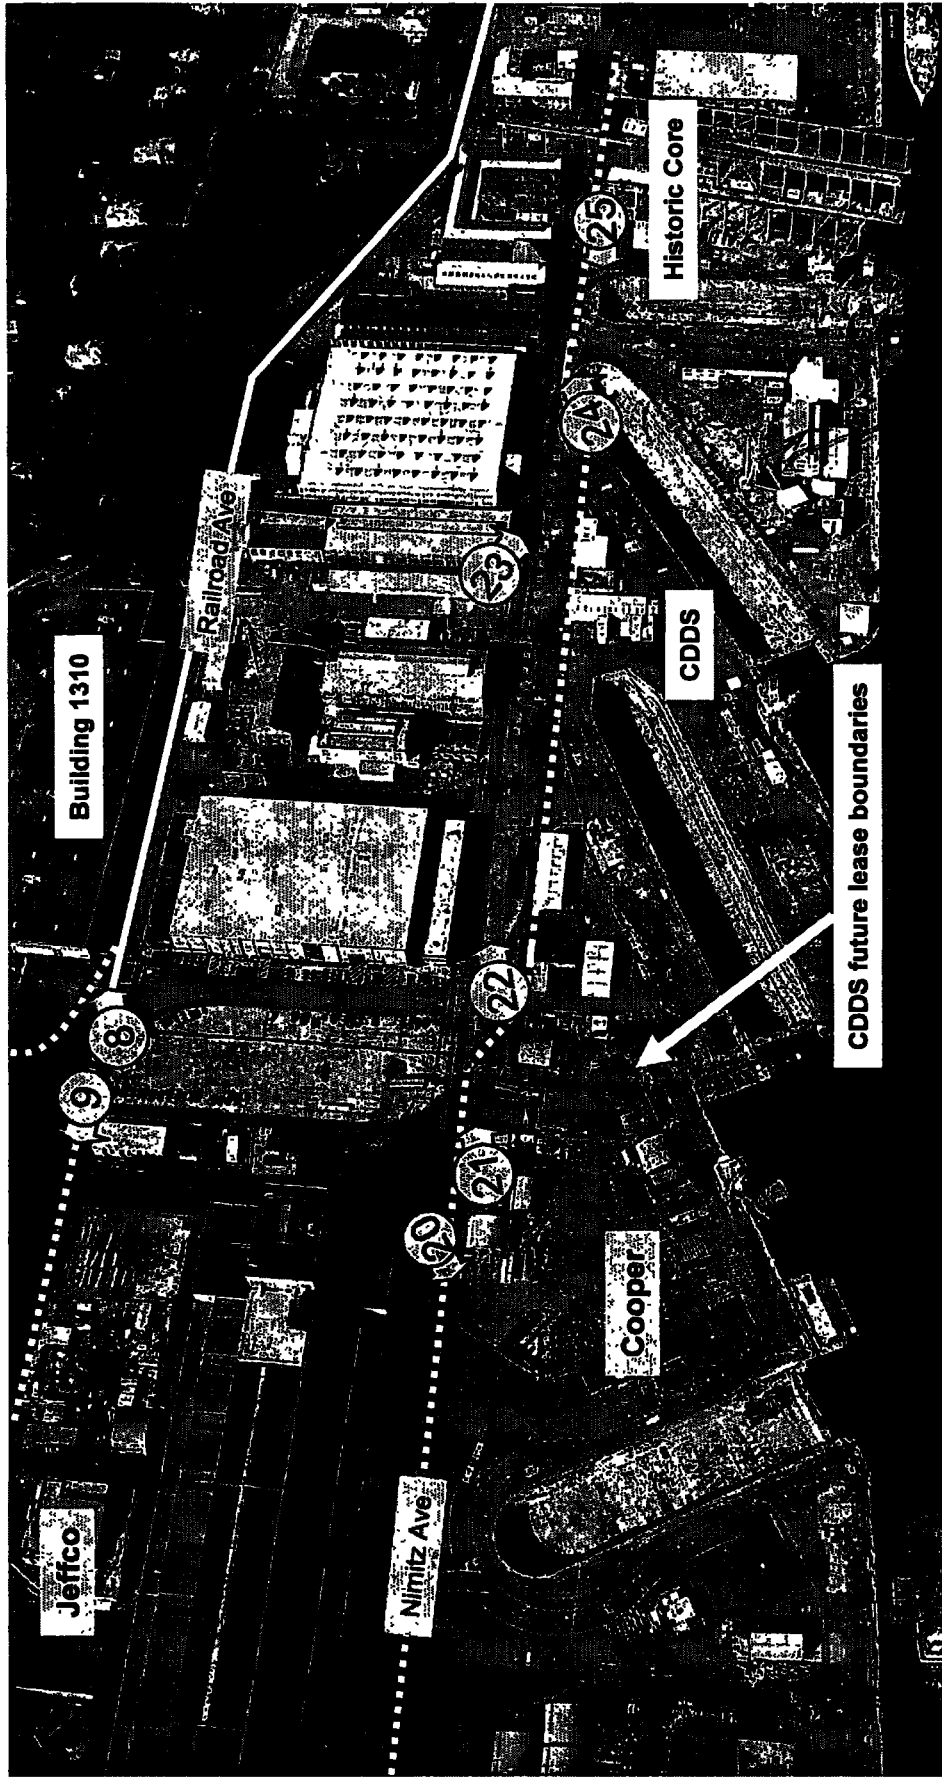 Jeffco
9
8
Building 1310
Railroad Ave
Nimitz Ave
20
21
22
23
24
25
Historic Core
Cooper
CDDS
CDDS future lease boundaries